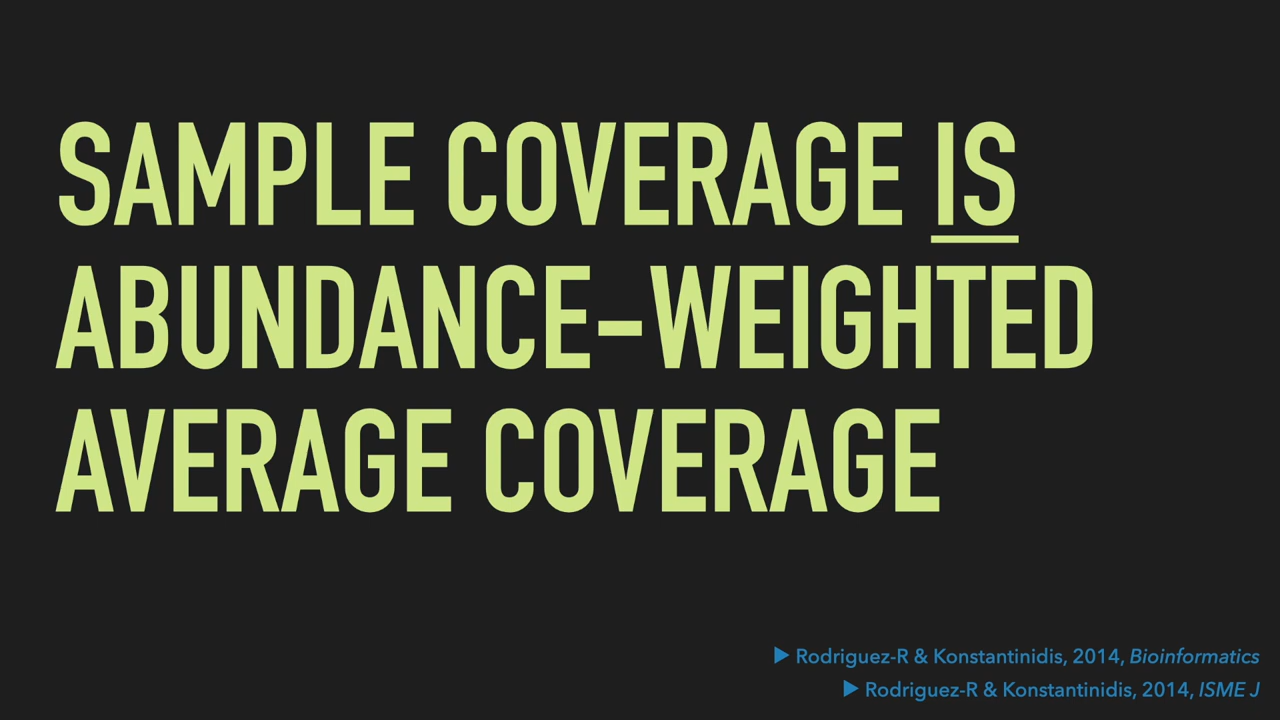 SAMPLE COVERAGE IS
ABUNDANCE-WEIGHTED
AVERAGE COVERAGE
▶ Rodriguez-R & Konstantinidis, 2014, Bioinformatics
▶ Rodriguez-R & Konstantinidis, 2014, ISME J